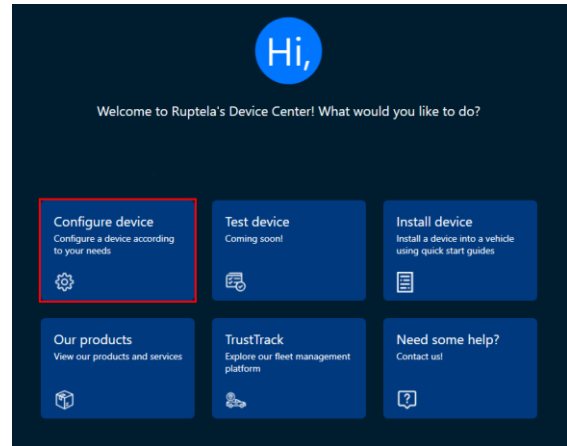 Hi,
Welcome to Ruptela's Device Center! What would you like to do?
Configure device
Configure a device according
to your needs
Test device
Coming soon!
Install device
Install a device into a vehicle
using quick start guides
Our products
View our products and services
TrustTrack
Explore our fleet management
platform
Need some help?
Contact us!